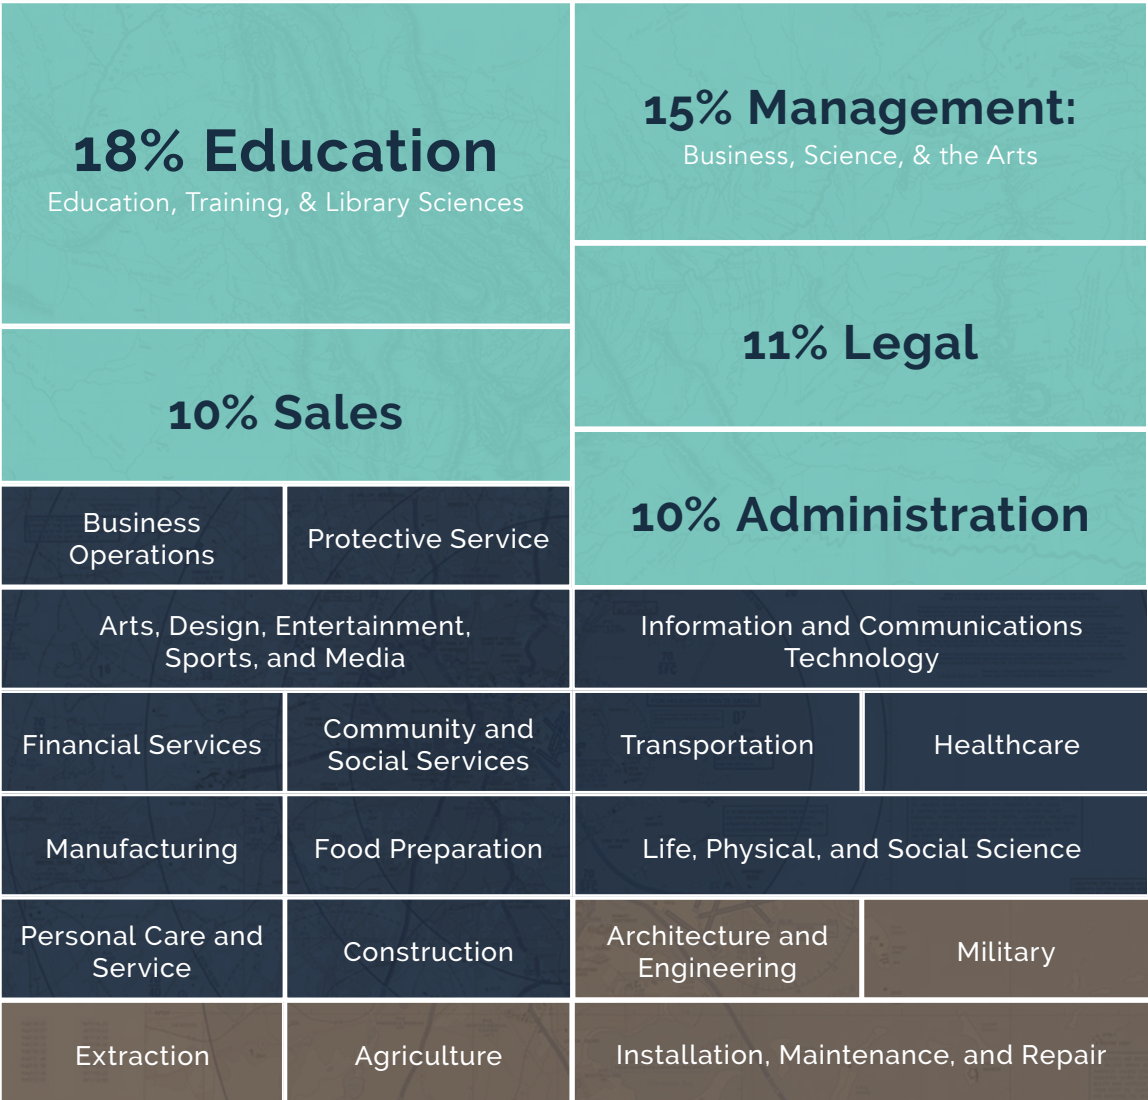 18% Education
Education, Training, & Library Sciences
15% Management:
Business, Science, & the Arts
11% Legal
10% Sales
10% Administration
Business
Operations
Protective Service
Arts, Design, Entertainment,
Sports, and Media
Information and Communications
Technology
Financial Services
Community and
Social Services
Transportation
Healthcare
Manufacturing
Food Preparation
Life, Physical, and Social Science
Personal Care and
Service
Construction
Architecture and
Engineering
Military
Extraction
Agriculture
Installation, Maintenance, and Repair